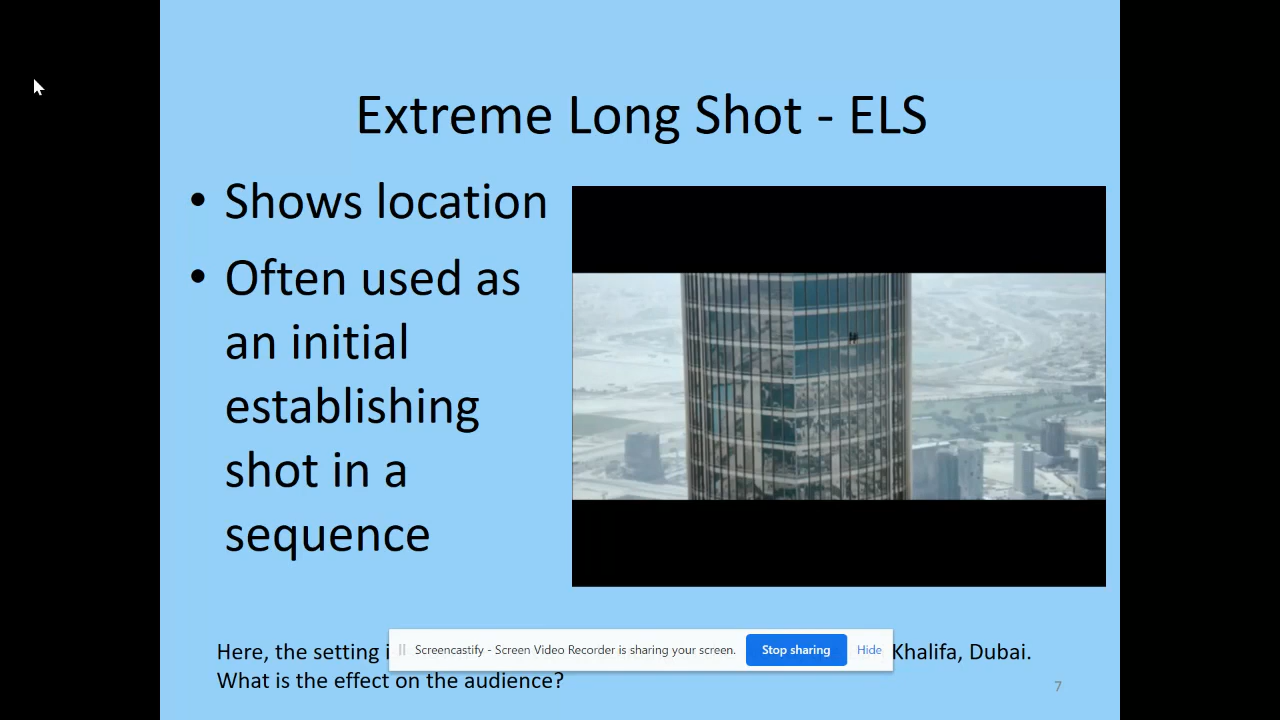 Extreme Long Shot - ELS
• Shows location
• Often used as
an initial
establishing
shot in a
sequence
Here, the setting
Khalifa, Dubai.
Screencastify - Screen Video Recorder is sharing your screen.
Stop sharing
Hide
What is the effect on the audience?
7